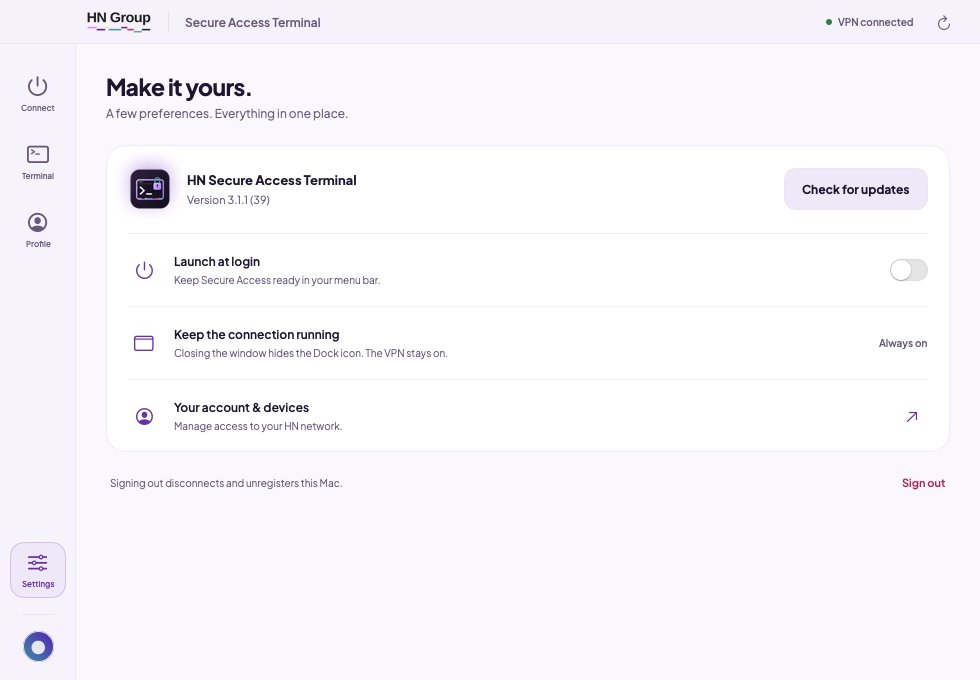 HN Group
Secure Access Terminal
VPN connected
Connect
Terminal
Profile
Settings
Make it yours.
A few preferences. Everything in one place.
HN Secure Access Terminal
Version 3.1.1 (39)
Check for updates
Launch at login
Keep Secure Access ready in your menu bar.
Keep the connection running
Closing the window hides the Dock icon. The VPN stays on.
Always on
Your account & devices
Manage access to your HN network.
Signing out disconnects and unregisters this Mac.
Sign out